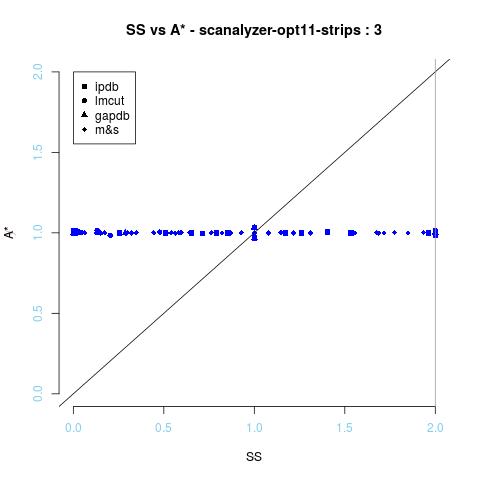 SS vs A* - scanalyzer-opt11-strips : 3
ipdb
lmcut
gapdb
m&s
2.0
1.5
1.0
0.5
0.0
A*
0.0 0.5 1.0 1.5 2.0
SS